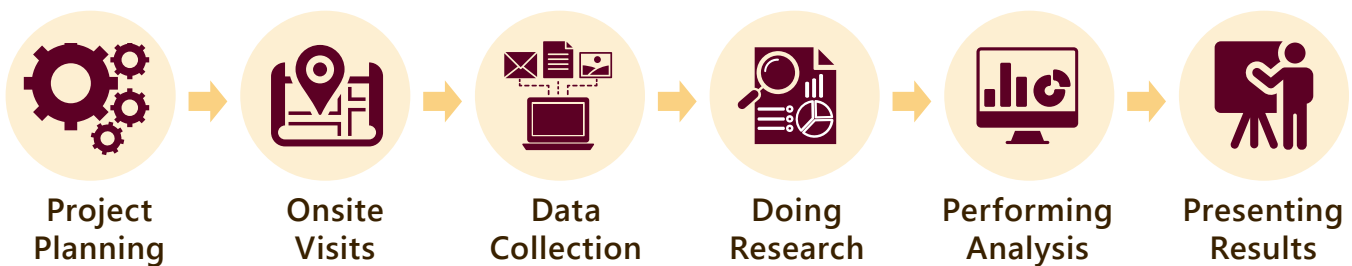 Project
Planning
Onsite
Visits
Data
Collection
Doing
Research
Performing
Analysis
Presenting
Results